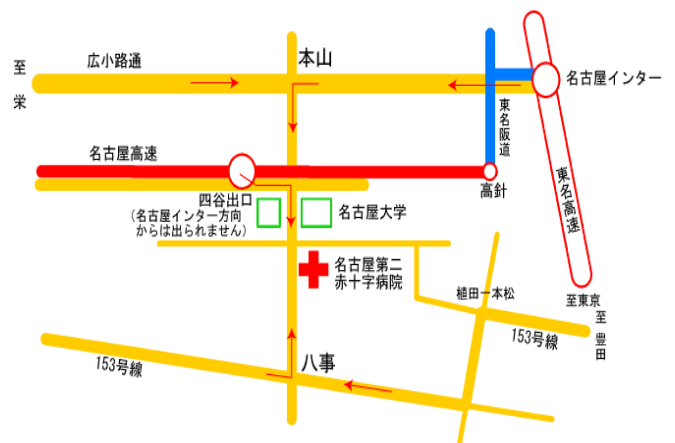 本山
至
栄
広小路通
名古屋インター
東名阪道
名古屋高速
高針
東名高速
四谷出口
(名古屋インター方向
からは出られません)
名古屋大学
名古屋第二
赤十字病院
植田一本松
至東京
至
豊
田
153号線
153号線
八事